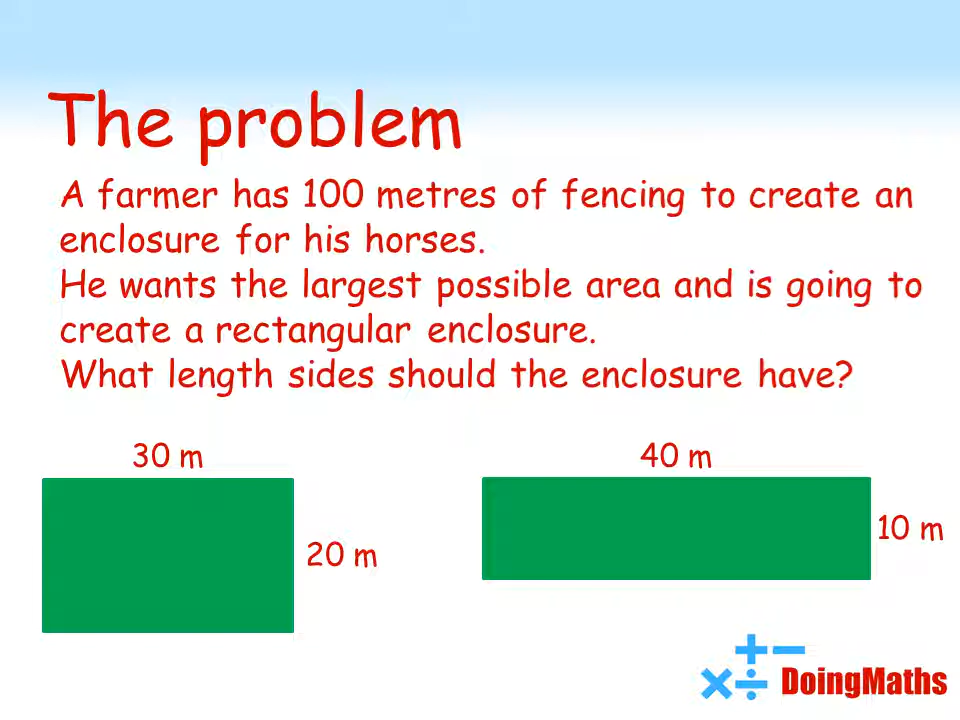 The problem
A farmer has 100 metres of fencing to create an
enclosure for his horses.
He wants the largest possible area and is going to
create a rectangular enclosure.
What length sides should the enclosure have?
30 m
40 m
20 m
10 m
DoingMaths